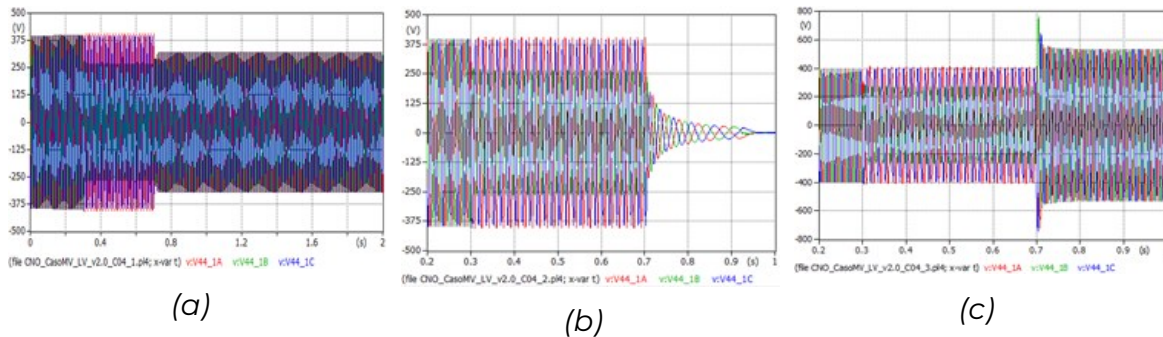 500
(V)
375
250
125
0
-125
-250
-375
-500
0 0.4 0.8 1.2 1.6 (s) 2
(file CNO_CasoMV_LV_v2.0_C04_1.pl4; x-var t) v:V44_1A v:V44_1B v:V44_1C
(a)
500
(V)
375
250
125
0
-125
-250
-375
-500
0.2 0.3 0.4 0.5 0.6 0.7 0.8 0.9 (s) 1
(file CNO_CasoMV_LV_v2.0_C04_2.pl4; x-var t) v:V44_1A v:V44_1B v:V44_1C
(b)
800
(V)
600
400
200
0
-200
-400
-600
-800
0.2 0.3 0.4 0.5 0.6 0.7 0.8 0.9 (s)
(file CNO_CasoMV_LV_v2.0_C04_3.pl4; x-var t) v:V44_1A v:V44_1B v:V44_1C
(c)